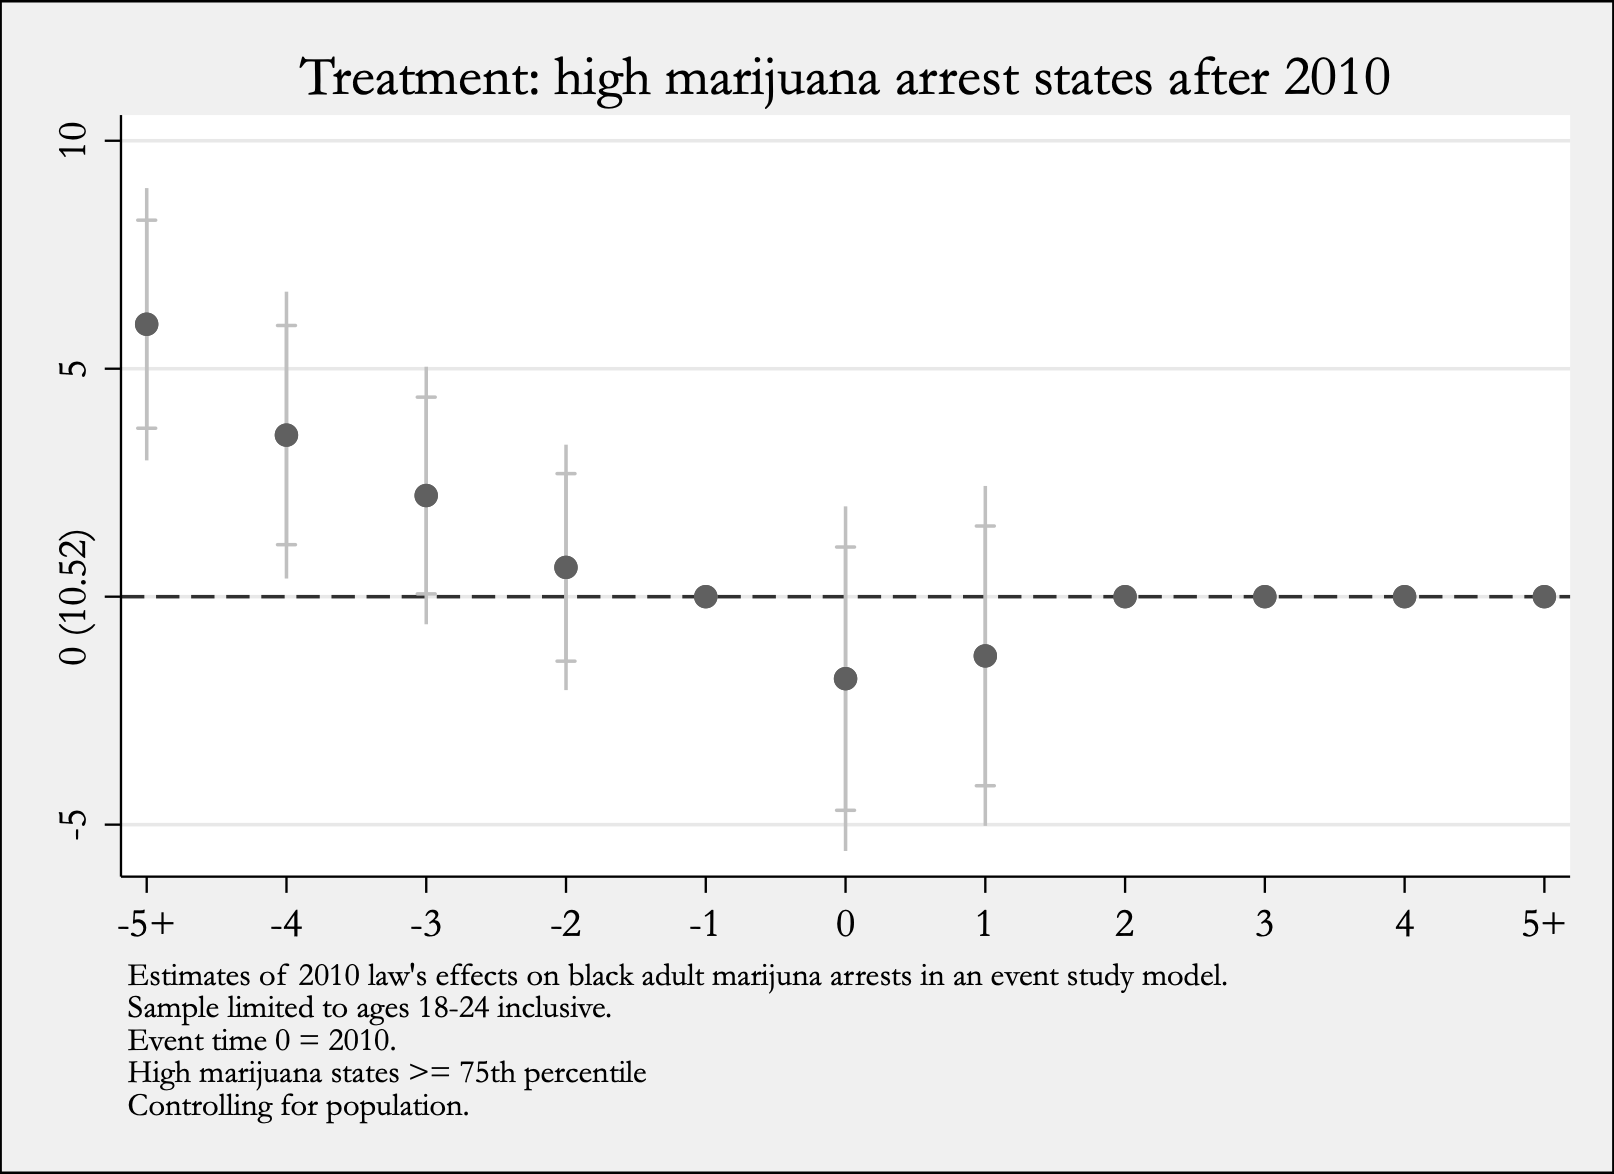 Treatment: high marijuana arrest states after 2010
10
5
0 (10.52)
-5
-5+ -4 -3 -2 -1 0 1 2 3 4 5+
Estimates of 2010 law's effects on black adult marijuna arrests in an event study model.
Sample limited to ages 18-24 inclusive.
Event time 0 = 2010.
High marijuana states >= 75th percentile
Controlling for population.